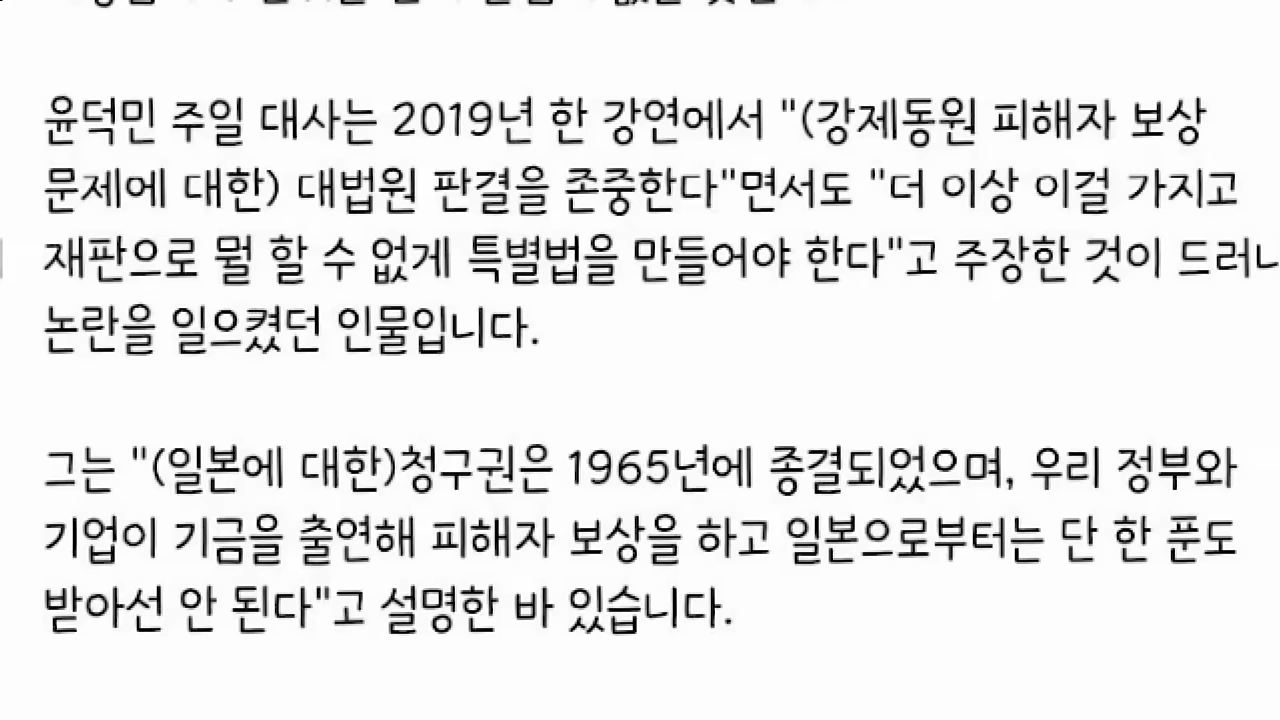 윤덕민 주일 대사는 2019년 한 강연에서 "(강제동원 피해자 보상
문제에 대한) 대법원 판결을 존중한다"면서도 "더 이상 이걸 가지고
재판으로 뭘 할 수 없게 특별법을 만들어야 한다"고 주장한 것이
논란을 일으켰던 인물입니다.
그는 "(일본에 대한)청구권은 1965년에 종결되었으며, 우리 정부와
기업이 기금을 출연해 피해자 보상을 하고 일본으로부터는 단 한 푼도
받아선 안 된다"고 설명한 바 있습니다.